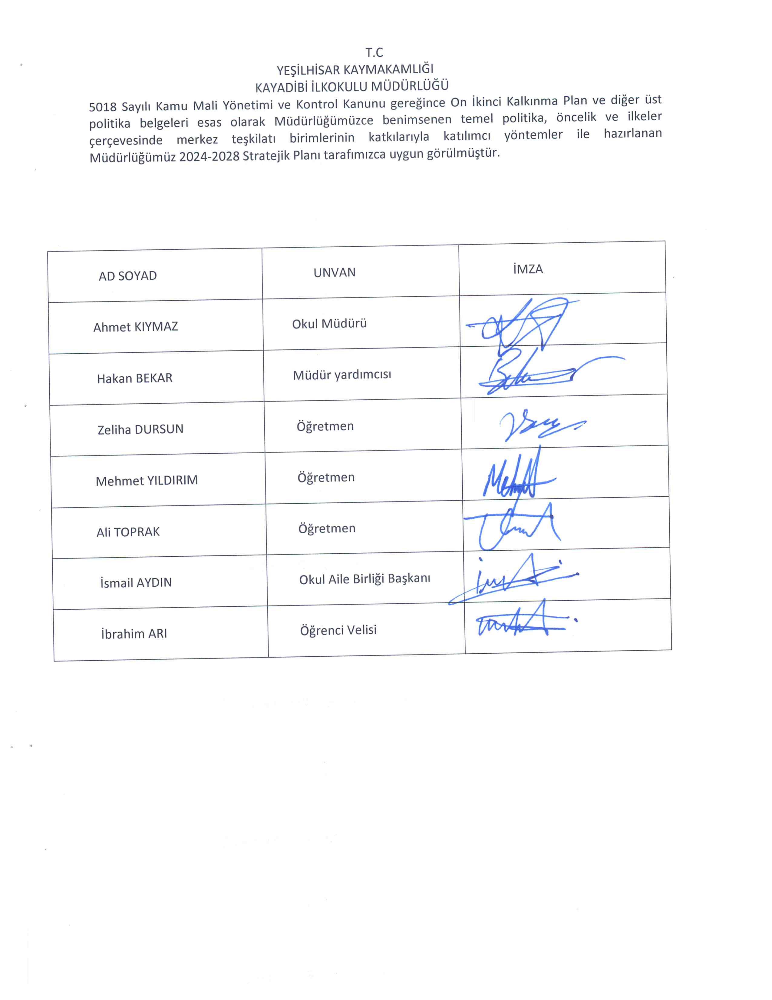 T.C
YEŞİLHİSAR KAYMAKAMLIĞI
KAYADİBİ İLKOKULU MÜDÜRLÜĞÜ
5018 Sayılı Kamu Mali Yönetimi ve Kontrol Kanunu gereğince On İkinci Kalkınma Plan ve diğer üst
politika belgeleri esas olarak Müdürlüğümüzce benimsenen temel politika, öncelik ve ilkeler
çerçevesinde merkez teşkilatı birimlerinin katkılarıyla katılımcı yöntemler ile hazırlanan
Müdürlüğümüz 2024-2028 Stratejik Planı tarafımızca uygun görülmüştür.
AD SOYAD UNVAN İMZA
Ahmet KIYMAZ Okul Müdürü
Hakan BEKAR Müdür yardımcısı
Zeliha DURSUN Öğretmen
Mehmet YILDIRIM Öğretmen
Ali TOPRAK Öğretmen
İsmail AYDIN Okul Aile Birliği Başkanı
İbrahim ARI Öğrenci Velisi